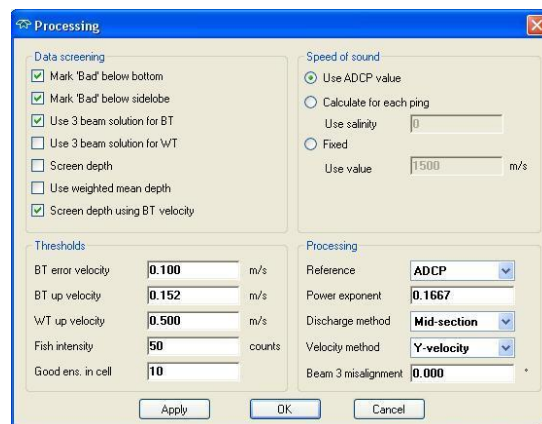 Processing
Data screening
Mark 'Bad' below bottom
Mark 'Bad' below sidelobe
Use 3 beam solution for BT
Use 3 beam solution for WT
Screen depth
Use weighted mean depth
Screen depth using BT velocity
Speed of sound
Use ADCP value
Calculate for each ping
Use salinity 0
Fixed
Use value 1500 m/s
Thresholds
BT error velocity 0.100 m/s
BT up velocity 0.152 m/s
WT up velocity 0.500 m/s
Fish intensity 50 counts
Good ens. in cell 10
Processing
Reference ADCP
Power exponent 0.1667
Discharge method Mid-section
Velocity method Y-velocity
Beam 3 misalignment 0.000 °
Apply OK Cancel